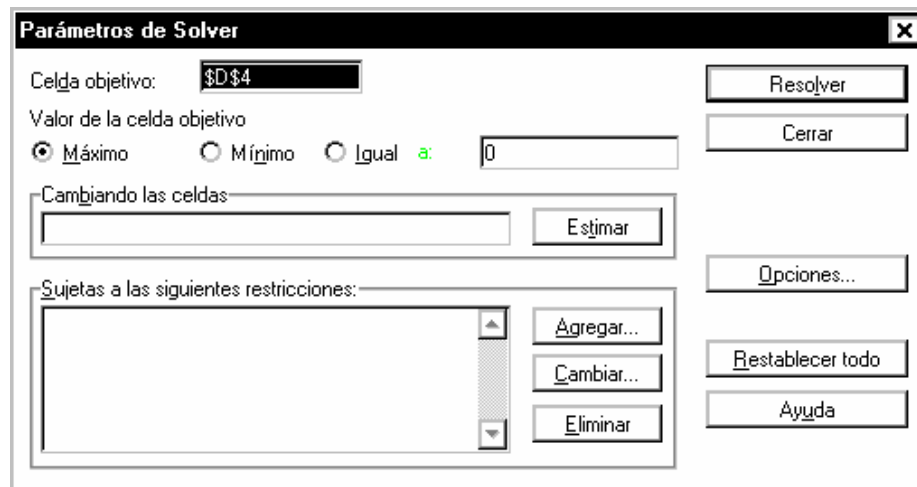 Parámetros de Solver
Celda objetivo: $D$4
Resolver
Valor de la celda objetivo
Cerrar
Máximo Mínimo Igual a: 0
Cambiando las celdas
Estimar
Opciones...
Sujetas a las siguientes restricciones:
Agregar...
Restablecer todo
Cambiar...
Ayuda
Eliminar